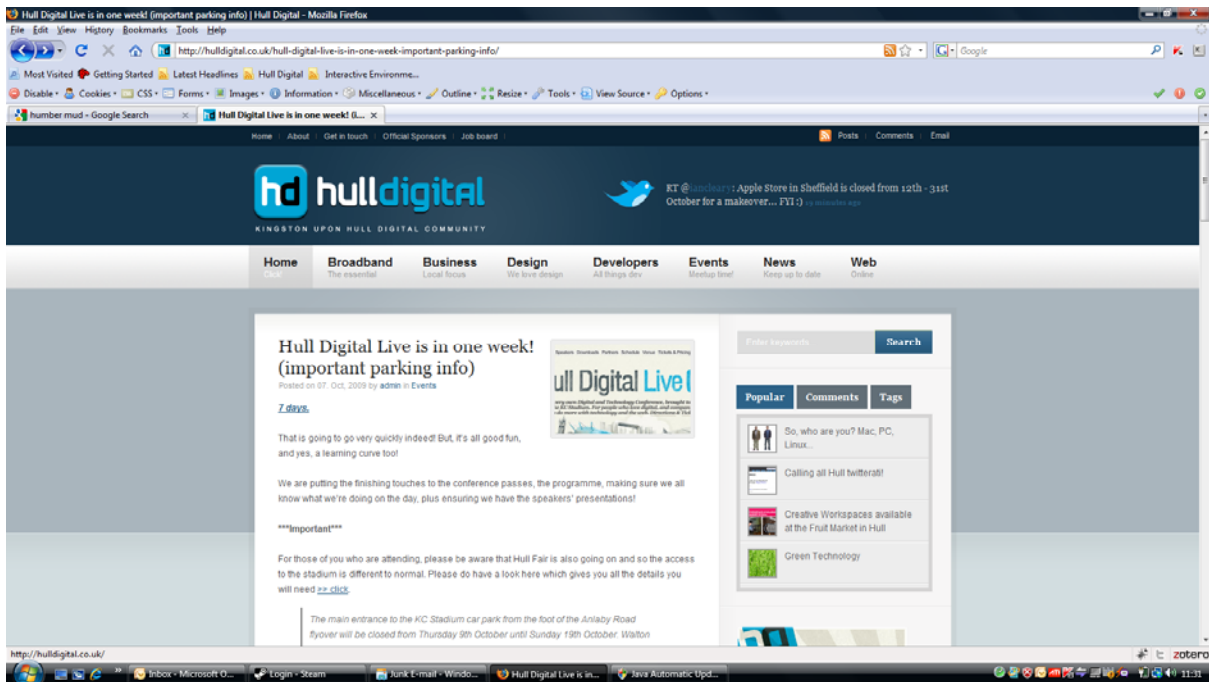 Hull Digital Live is in one week! (important parking info) | Hull Digital - Mozilla Firefox
File Edit View History Bookmarks Tools Help
http://hulldigital.co.uk/hull-digital-live-is-in-one-week-important-parking-info/
Google
Most Visited Getting Started Latest Headlines Hull Digital Interactive Environme...
Disable Cookies CSS Forms Images Information Miscellaneous Outline Resize Tools View Source Options
humber mud - Google Search
Hull Digital Live is in one week! (i...
Home About Get in touch Official Sponsors Job board
Posts Comments Email
hd hulldigital
KINGSTON UPON HULL DIGITAL COMMUNITY
RT @iancleary: Apple Store in Sheffield is closed from 12th - 31st
October for a makeover... FYI :) 19 minutes ago
Home Broadband Business Design Developers Events News Web
Click! The essential Local focus We love design All things dev Meetup time! Keep up to date Online
Hull Digital Live is in one week!
(important parking info)
Posted on 07. Oct, 2009 by admin in Events
Speakers Downloads Partners Schedule Venue Tickets & Pricing
ull Digital Live
7 days.
That is going to go very quickly indeed! But, it's all good fun,
and yes, a learning curve too!
We are putting the finishing touches to the conference passes, the programme, making sure we all
know what we're doing on the day, plus ensuring we have the speakers' presentations!
***Important***
For those of you who are attending, please be aware that Hull Fair is also going on and so the access
to the stadium is different to normal. Please do have a look here which gives you all the details you
will need >> click.
The main entrance to the KC Stadium car park from the foot of the Anlaby Road
flyover will be closed from Thursday 9th October until Sunday 19th October. Walton
Enter keywords
Search
Popular Comments Tags
So, who are you? Mac, PC,
Linux...
Calling all Hull twitterati!
Creative Workspaces available
at the Fruit Market in Hull
Green Technology
http://hulldigital.co.uk/
zotero
Inbox - Microsoft O...
Login - Steam
Junk E-mail - Windo...
Hull Digital Live is in...
Java Automatic Upd...
11:31